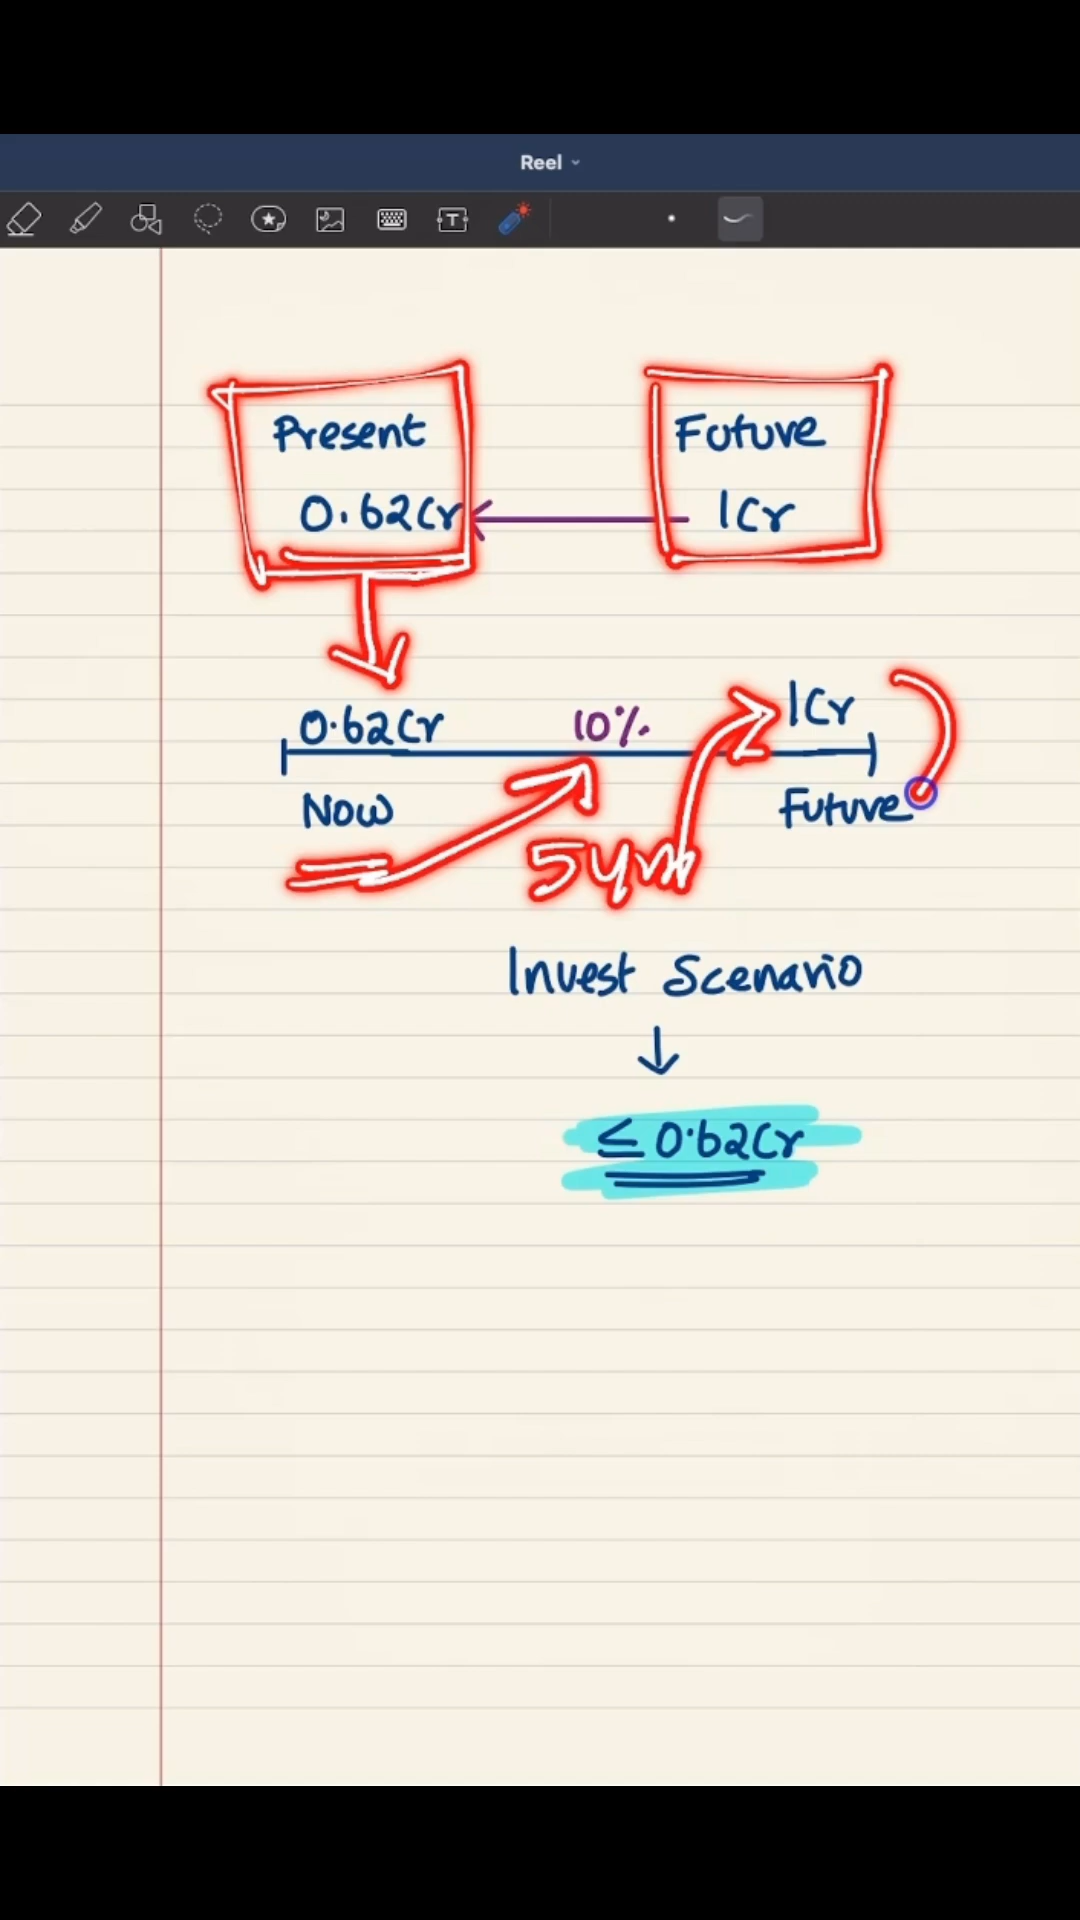 Reel
T
Present Future
0.62Cr 1Cr
0.62Cr 10% 1Cr
Now Future
5yrs
Invest Scenario
≤ 0.62Cr